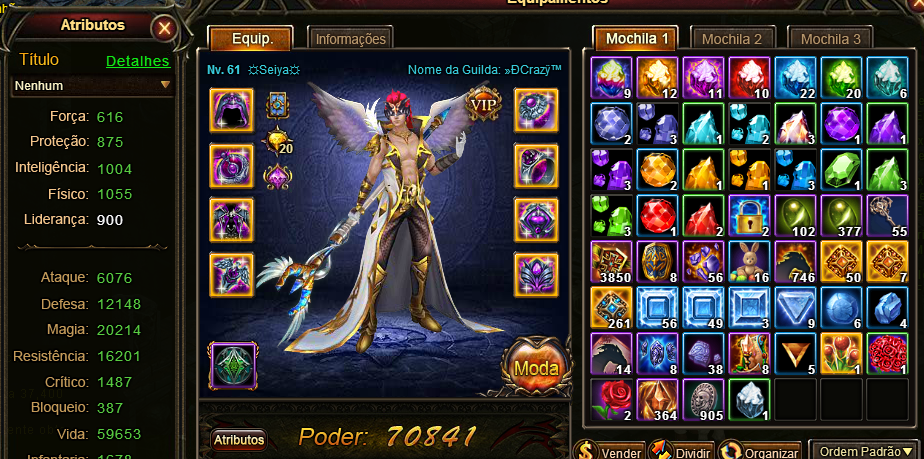 Equipamentos
Atributos
Título Detalhes
Nenhum
Força: 616
Proteção: 875
Inteligência: 1004
Físico: 1055
Liderança: 900
Ataque: 6076
Defesa: 12148
Magia: 20214
Resistência: 16201
Crítico: 1487
Bloqueio: 387
Vida: 59653
Infantaria: 1678
Equip. Informações
Nv. 61 ☼Seiya☼ Nome da Guilda: »ÐCrazÿ™
VIP
20
Moda
Atributos Poder: 70841
Mochila 1 Mochila 2 Mochila 3
9 12 11 10 22 20 6
2 3 1 2 3 1 1
3 2 2 1 3 1 3
3 1 2 2 102 377 55
3850 8 56 16 746 50 7
261 56 49 3 9 6 4
14 8 38 8 5 1 1
2 364 905 1
Vender Dividir Organizar Ordem Padrão